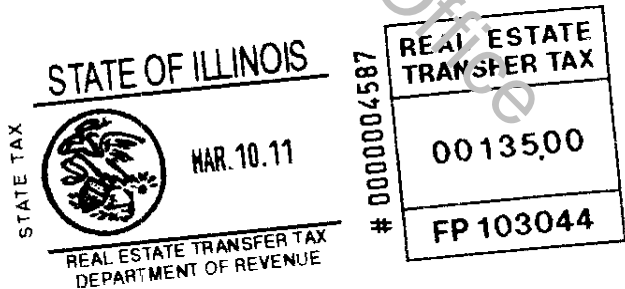 STATE TAX
STATE OF ILLINOIS
MAR.10.11
REAL ESTATE TRANSFER TAX
DEPARTMENT OF REVENUE
# 0000004587
REAL ESTATE
TRANSFER TAX
00135,00
FP 103044
Office